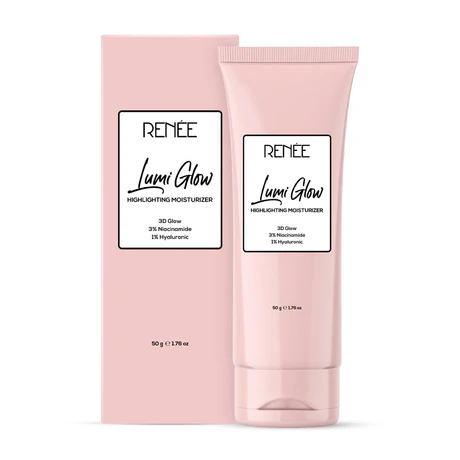 RENÉE
Lumi Glow
HIGHLIGHTING MOISTURIZER
3D Glow
3% Niacinamide
1% Hyaluronic
50 g ℮ 1.76 oz
RENÉE
Lumi Glow
HIGHLIGHTING MOISTURIZER
3D Glow
3% Niacinamide
1% Hyaluronic
50 g ℮ 1.76 oz